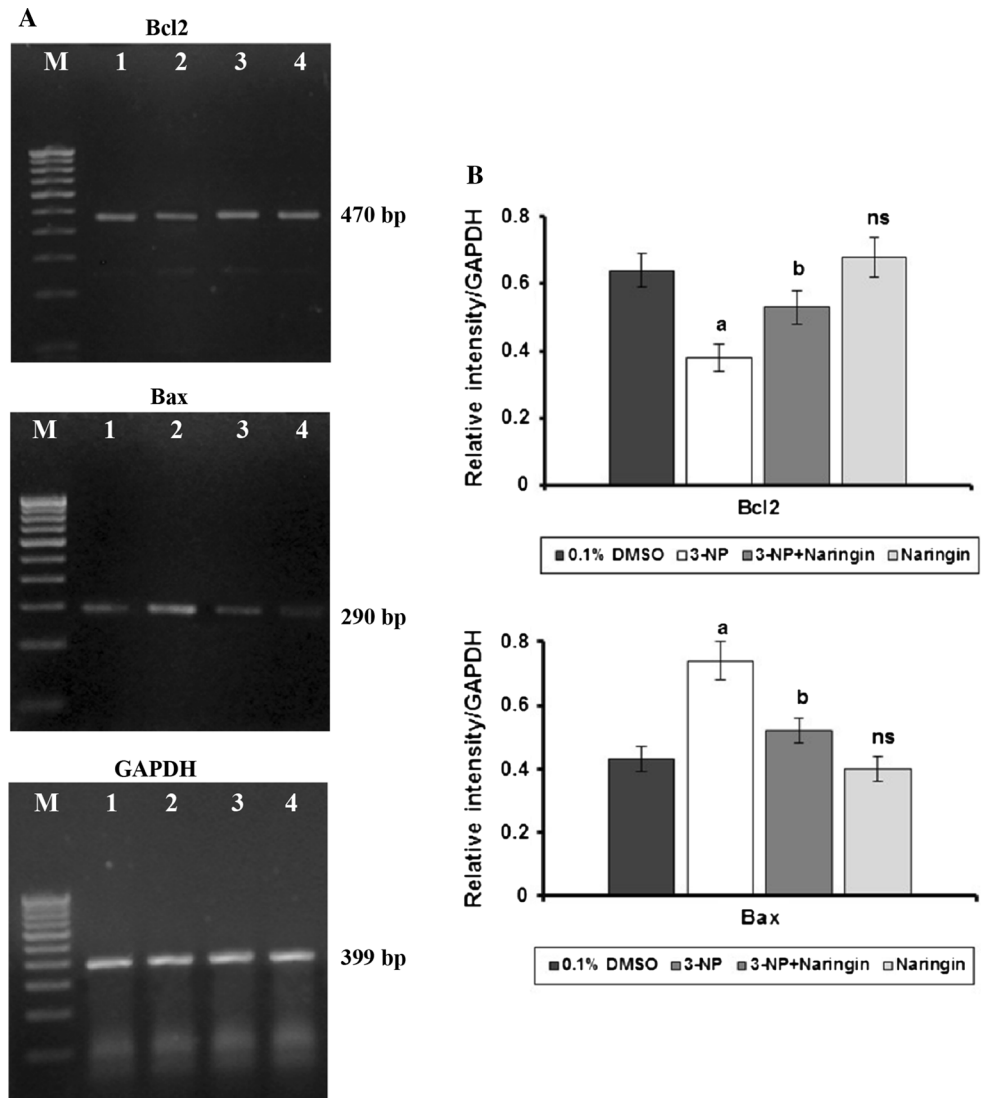 A
Bcl2
M 1 2 3 4
470 bp
Bax
M 1 2 3 4
290 bp
GAPDH
M 1 2 3 4
399 bp
B
Relative intensity/GAPDH
0.8
0.6
0.4
0.2
0
a
b
ns
Bcl2
0.1% DMSO 3-NP 3-NP+Naringin Naringin
Relative intensity/GAPDH
0.8
0.6
0.4
0.2
0
a
b
ns
Bax
0.1% DMSO 3-NP 3-NP+Naringin Naringin